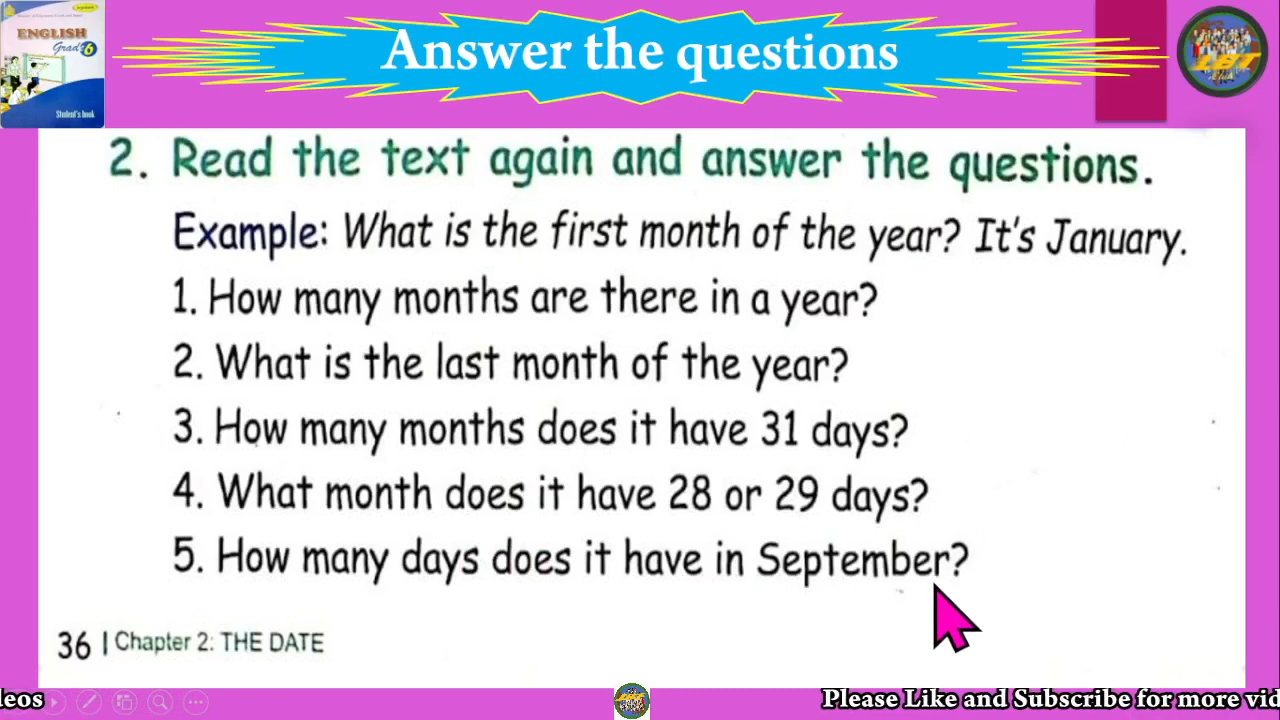 ENGLISH
Grade 6
Student's book
Answer the questions
LBT
2. Read the text again and answer the questions.
Example: What is the first month of the year? It's January.
1. How many months are there in a year?
2. What is the last month of the year?
3. How many months does it have 31 days?
4. What month does it have 28 or 29 days?
5. How many days does it have in September?
36 | Chapter 2: THE DATE
deos
Please Like and Subscribe for more vid